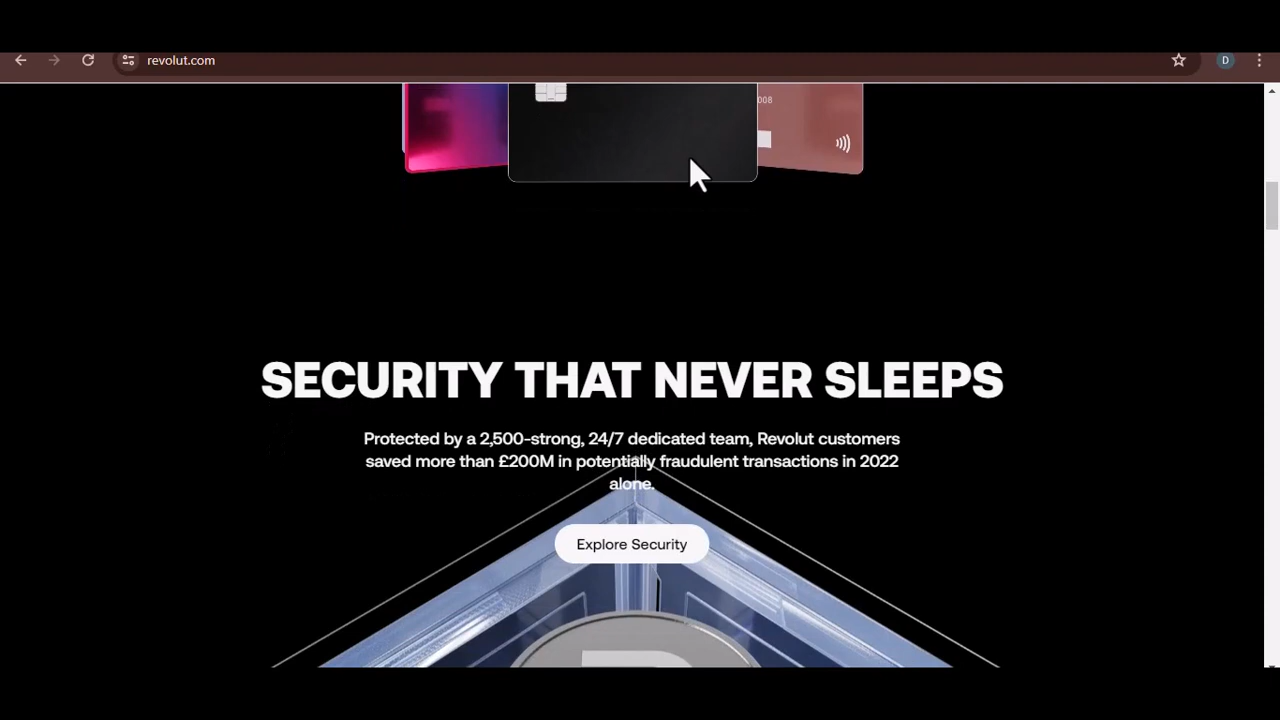 revolut.com
D
008
SECURITY THAT NEVER SLEEPS
Protected by a 2,500-strong, 24/7 dedicated team, Revolut customers
saved more than £200M in potentially fraudulent transactions in 2022
alone.
Explore Security